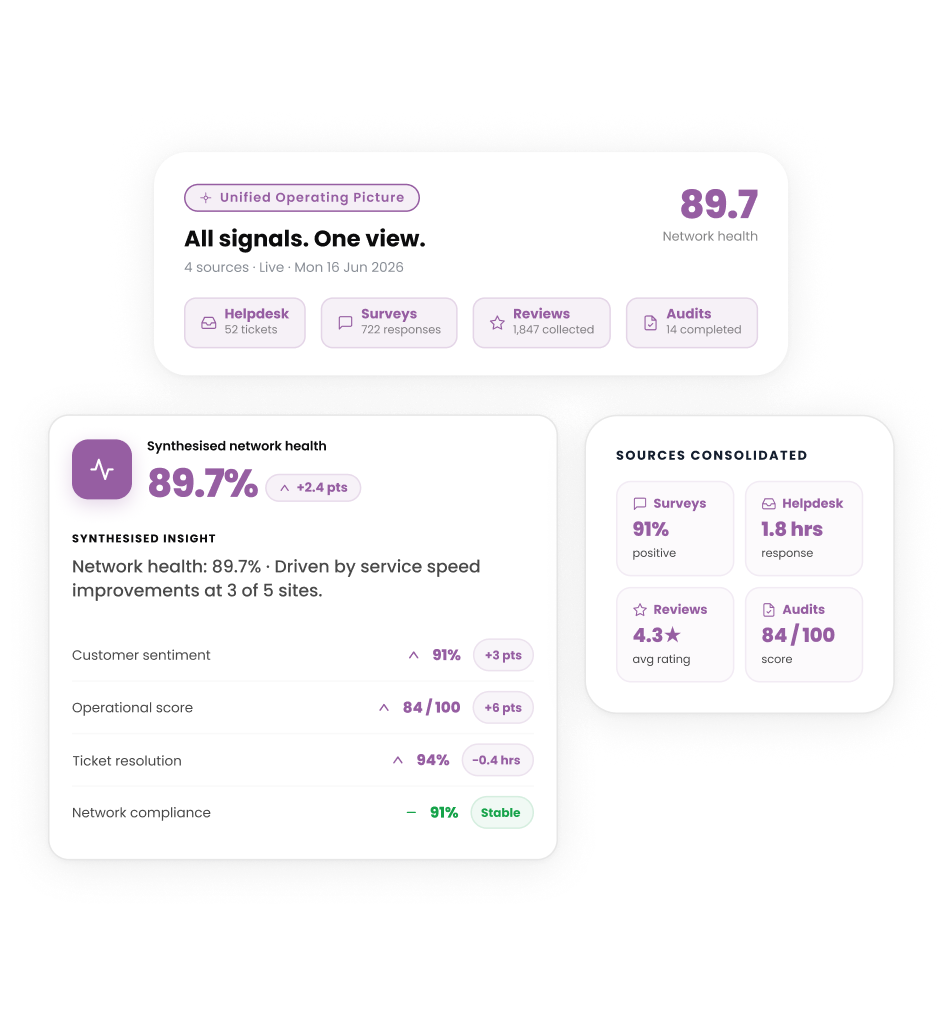 Unified Operating Picture
89.7
Network health
All signals. One view.
4 sources · Live · Mon 16 Jun 2026
Helpdesk
52 tickets
Surveys
722 responses
Reviews
1,847 collected
Audits
14 completed
Synthesised network health
89.7%
+2.4 pts
SYNTHESISED INSIGHT
Network health: 89.7% · Driven by service speed
improvements at 3 of 5 sites.
Customer sentiment 91% +3 pts
Operational score 84 / 100 +6 pts
Ticket resolution 94% −0.4 hrs
Network compliance – 91% Stable
SOURCES CONSOLIDATED
Surveys
91%
positive
Helpdesk
1.8 hrs
response
Reviews
4.3★
avg rating
Audits
84 / 100
score